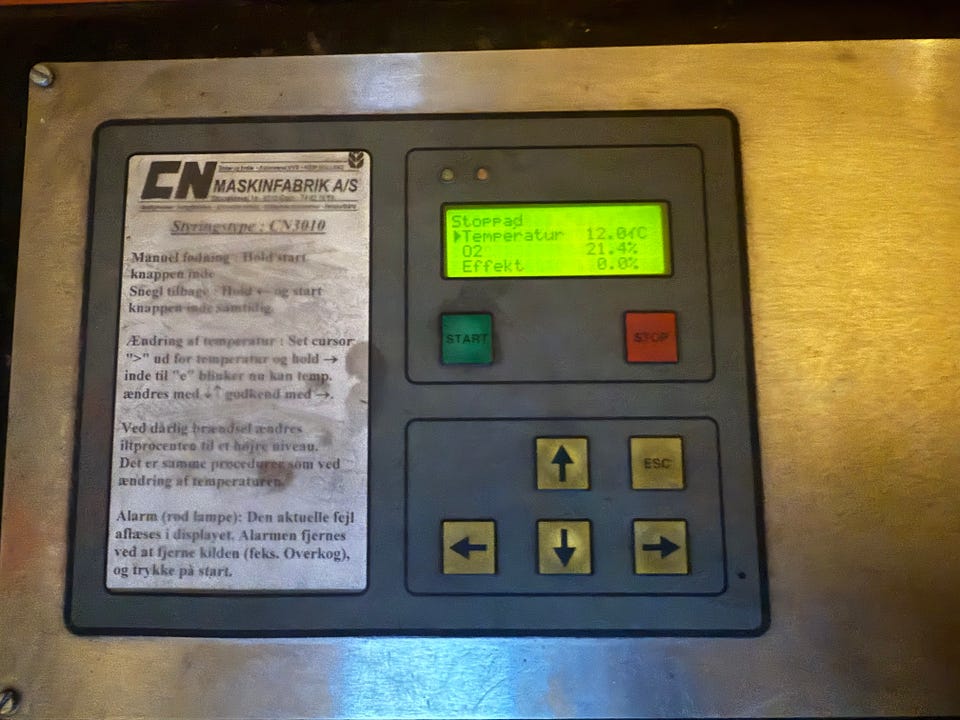 CN
MASKINFABRIK A/S
Styringstype : CN3010
Manuel fødning : Hold start
knappen inde
Snegl tilbage : Hold ← og start
knappen inde samtidig
Ændring af temperatur : Set cursor
">" ud for temperatur og hold →
inde til "e" blinker nu kan temp.
ændres med ↓↑ godkend med →.
Ved dårlig brændsel ændres
iltprocenten til et højre niveau.
Det er samme procedurer som ved
ændring af temperaturen.
Alarm (rød lampe): Den aktuelle fejl
aflæses i displayet. Alarmen fjernes
ved at fjerne kilden (feks. Overkog),
og trykke på start.
Stoppad
Temperatur 12.0 C
O2 21.4%
Effekt 0.0%
START
STOP
ESC